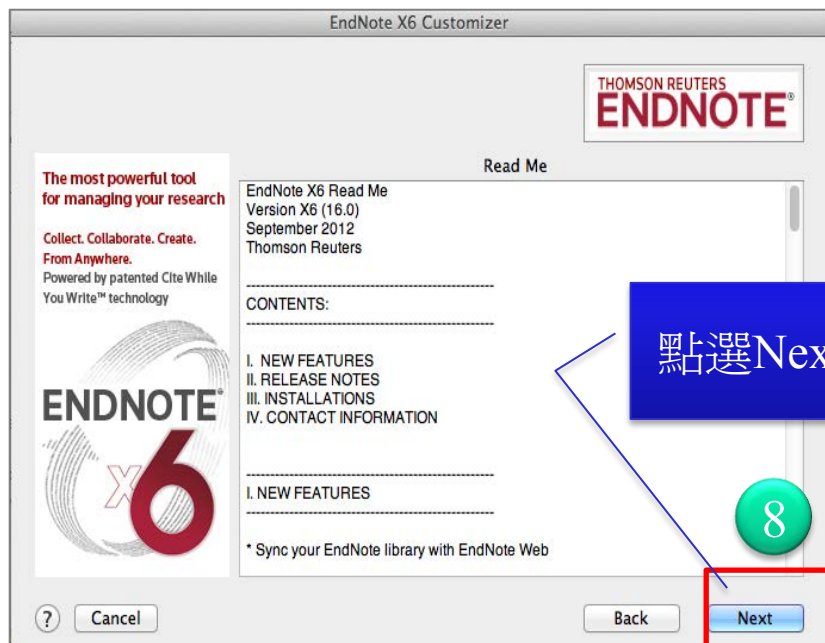 EndNote X6 Customizer
THOMSON REUTERS
ENDNOTE®
Read Me
The most powerful tool
for managing your research
Collect. Collaborate. Create.
From Anywhere.
Powered by patented Cite While
You Write™ technology
ENDNOTE®
X6
EndNote X6 Read Me
Version X6 (16.0)
September 2012
Thomson Reuters
--------------------------------------------------
CONTENTS:
--------------------------------------------------
I. NEW FEATURES
II. RELEASE NOTES
III. INSTALLATIONS
IV. CONTACT INFORMATION
--------------------------------------------------
I. NEW FEATURES
--------------------------------------------------
* Sync your EndNote library with EndNote Web
點選Nex
8
? Cancel Back Next